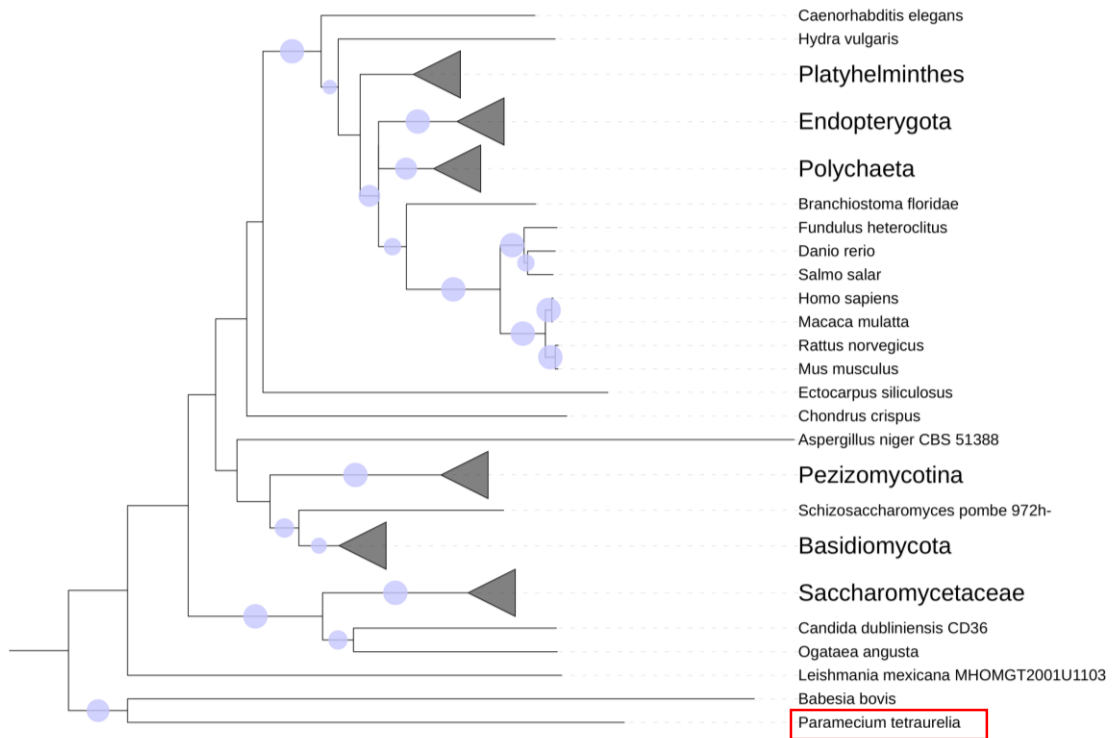 Caenorhabditis elegans
Hydra vulgaris
Platyhelminthes
Endopterygota
Polychaeta
Branchiostoma floridae
Fundulus heteroclitus
Danio rerio
Salmo salar
Homo sapiens
Macaca mulatta
Rattus norvegicus
Mus musculus
Ectocarpus siliculosus
Chondrus crispus
Aspergillus niger CBS 51388
Pezizomycotina
Schizosaccharomyces pombe 972h-
Basidiomycota
Saccharomycetaceae
Candida dubliniensis CD36
Ogataea angusta
Leishmania mexicana MHOMGT2001U1103
Babesia bovis
Paramecium tetraurelia